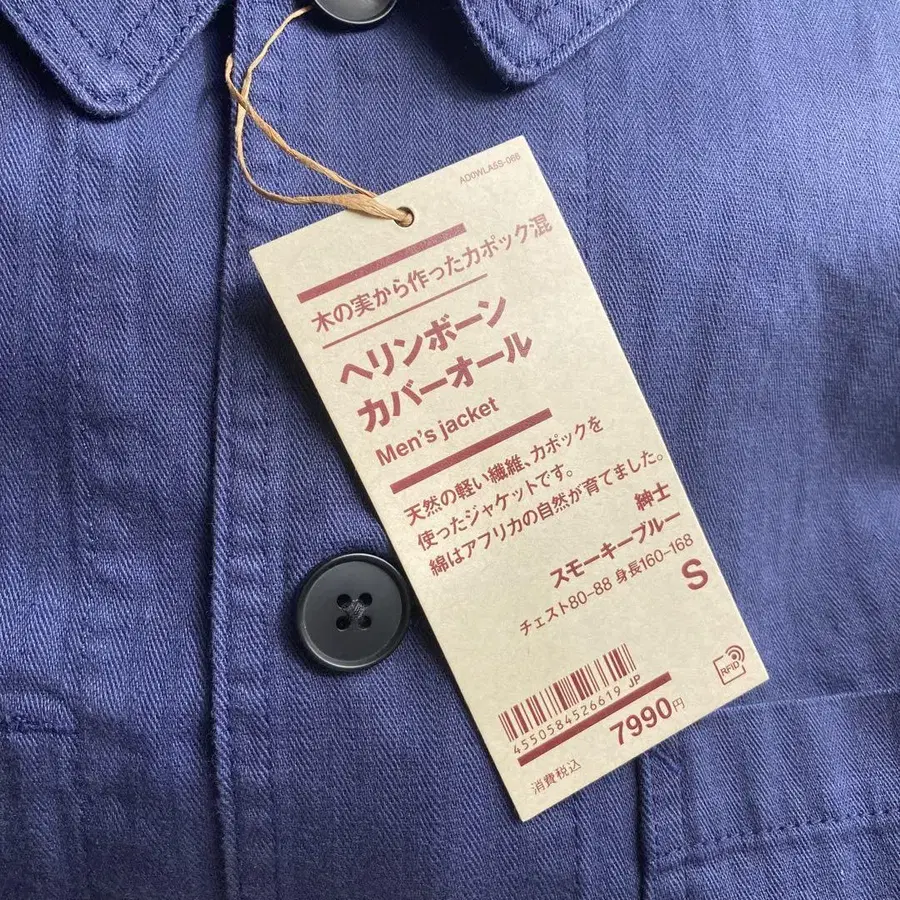 AD0WLA5S-066
木の実から作ったカポック混
ヘリンボーン
カバーオール
Men's jacket
天然の軽い繊維、カポックを
使ったジャケットです。
綿はアフリカの自然が育てました。
紳士
スモーキーブルー
チェスト80-88 身長160-168
S
RFID
4550584526619 JP
7990円
消費税込